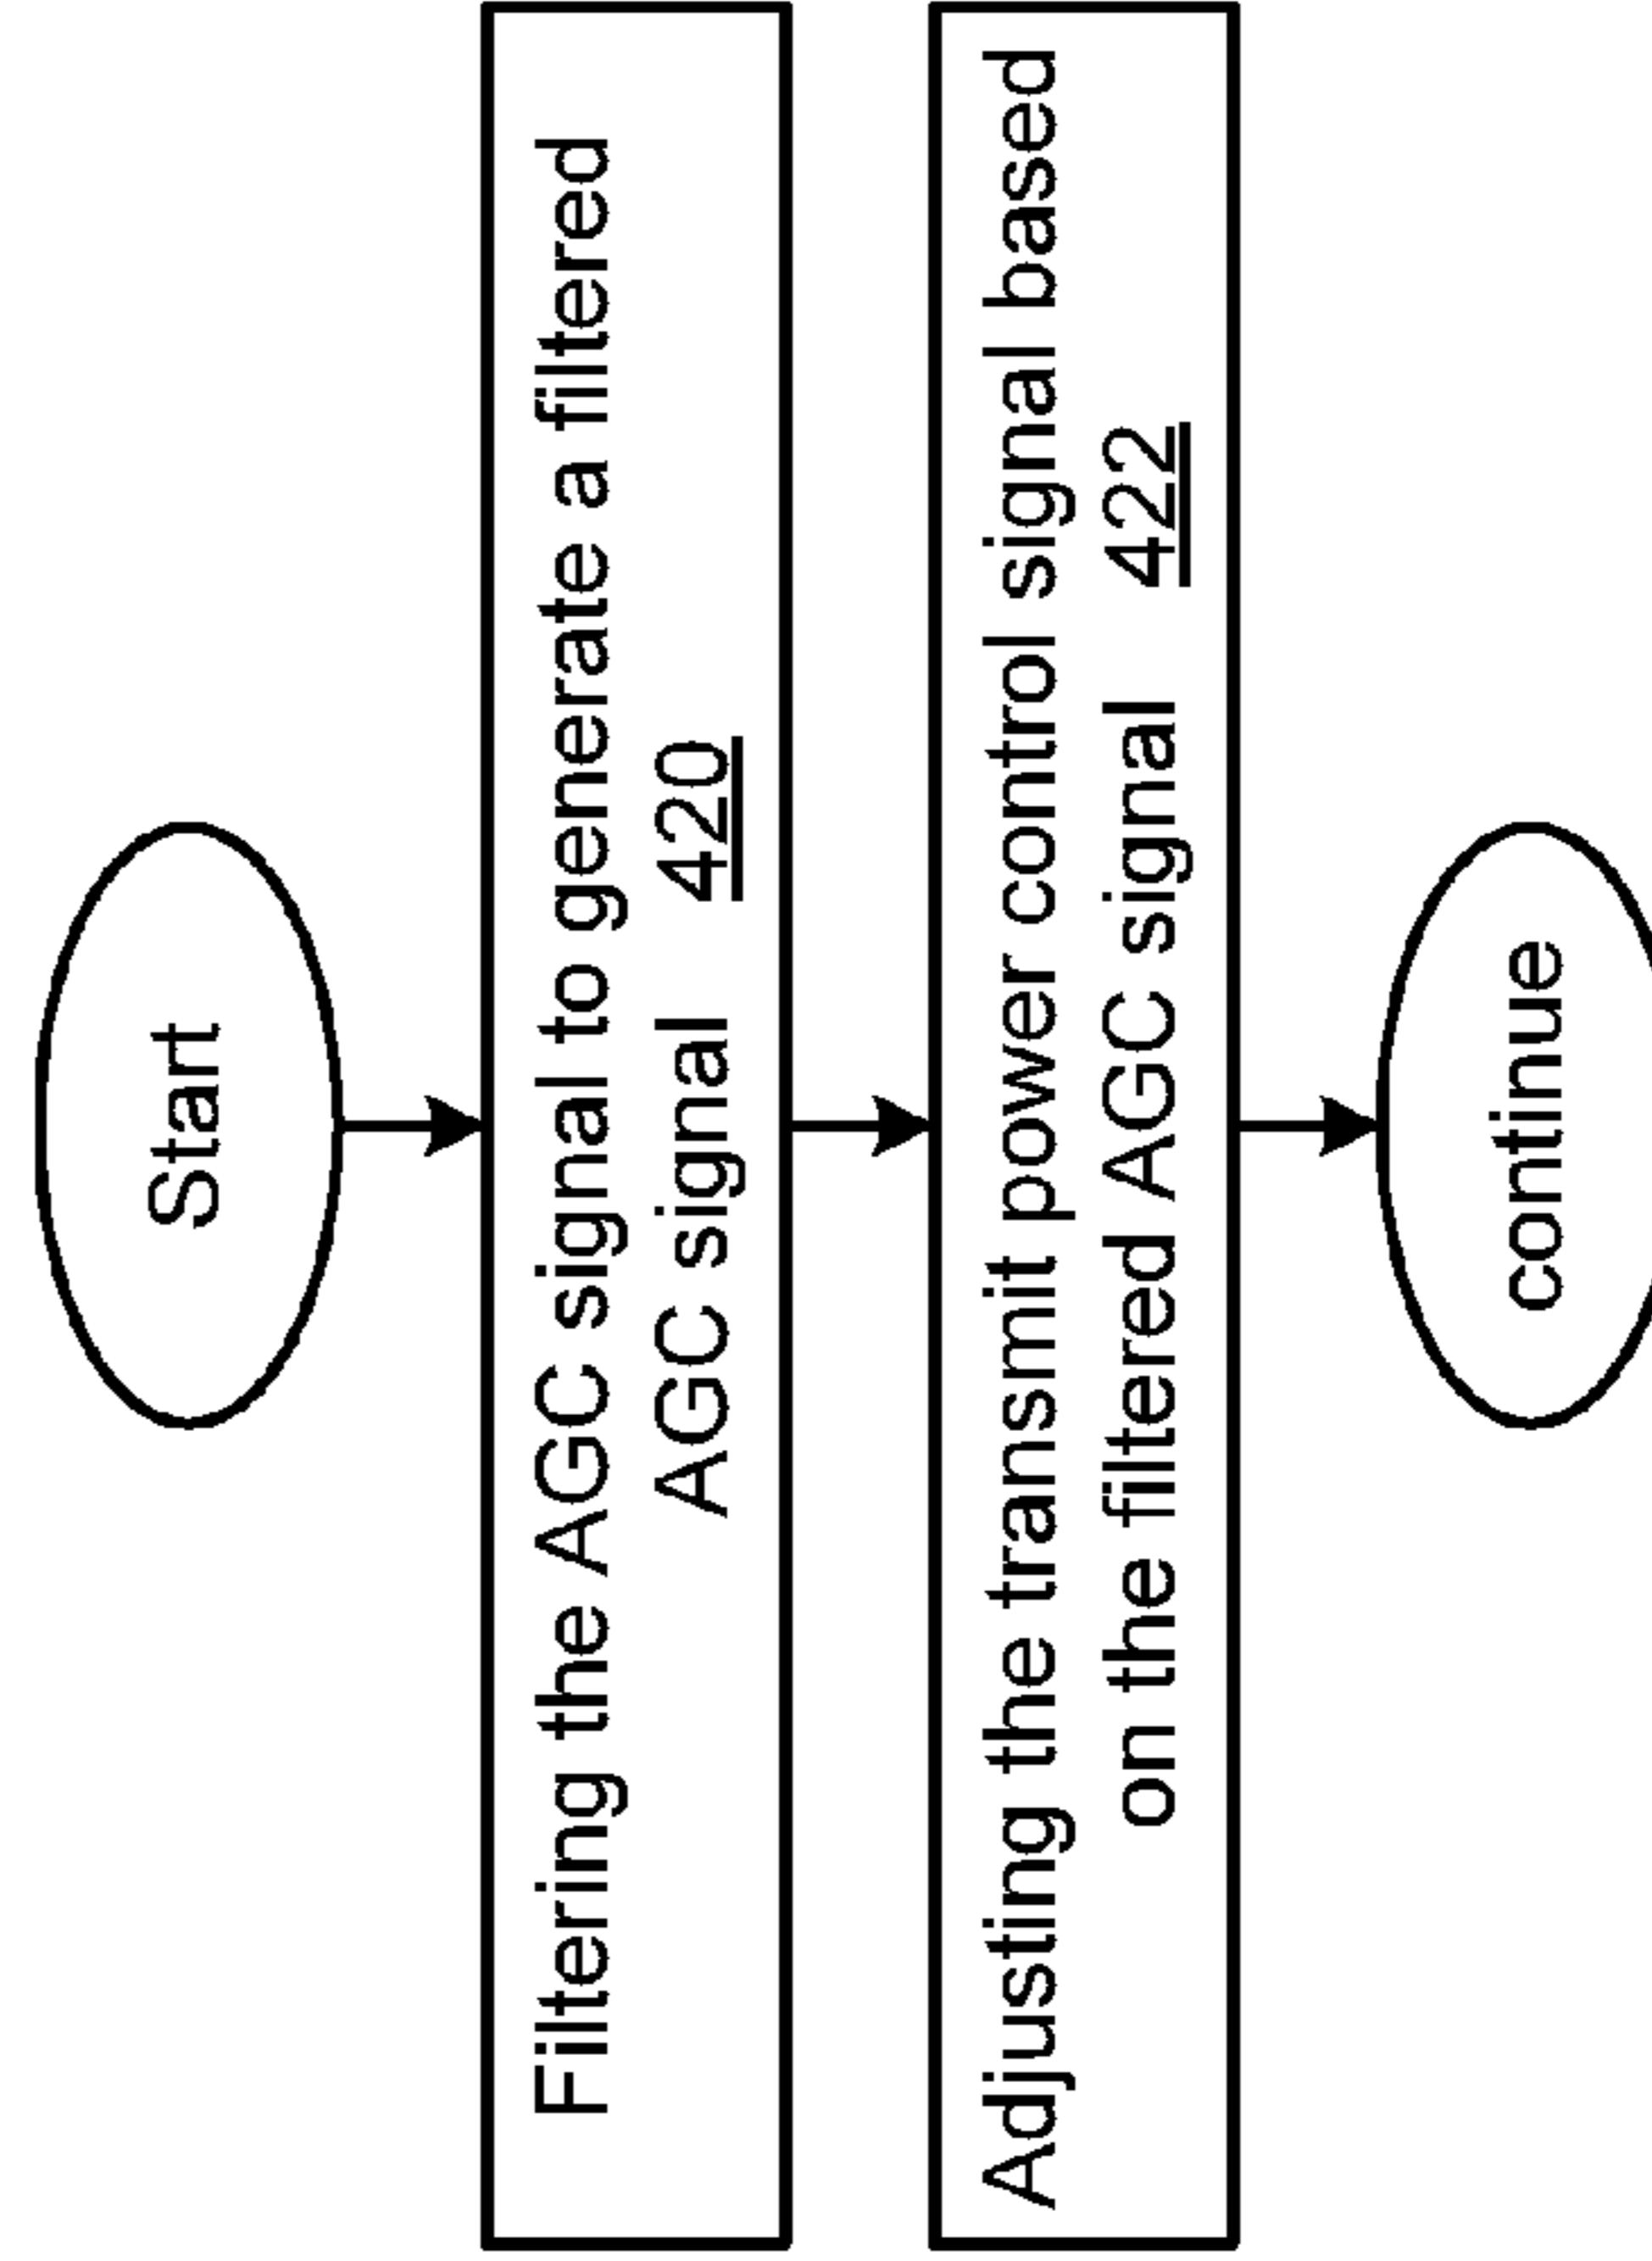 Start
Filtering the AGC signal to generate a filtered
AGC signal 420
Adjusting the transmit power control signal based
on the filtered AGC signal 422
continue